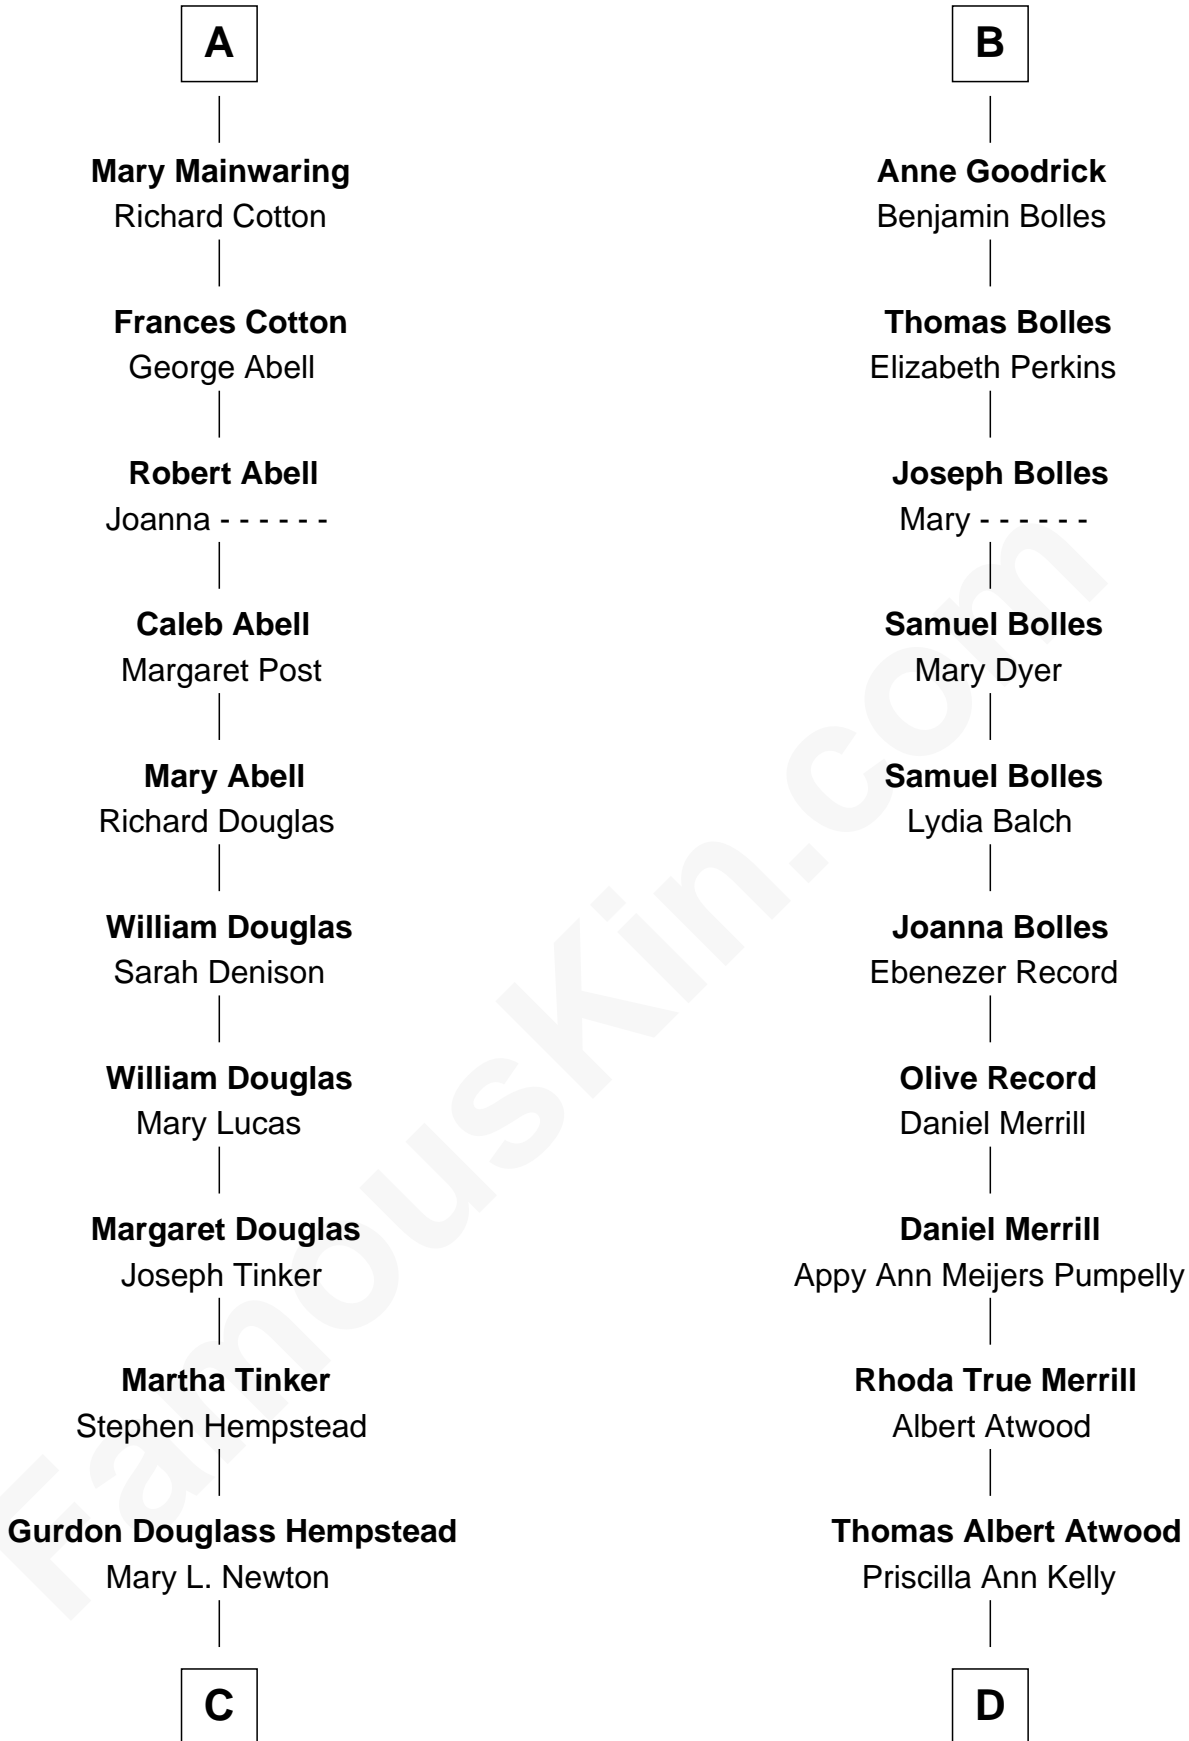 A
Mary Mainwaring
Richard Cotton
Frances Cotton
George Abell
Robert Abell
Joanna - - - - - -
Caleb Abell
Margaret Post
Mary Abell
Richard Douglas
William Douglas
Sarah Denison
William Douglas
Mary Lucas
Margaret Douglas
Joseph Tinker
Martha Tinker
Stephen Hempstead
Gurdon Douglass Hempstead
Mary L. Newton
C
B
Anne Goodrick
Benjamin Bolles
Thomas Bolles
Elizabeth Perkins
Joseph Bolles
Mary - - - - - -
Samuel Bolles
Mary Dyer
Samuel Bolles
Lydia Balch
Joanna Bolles
Ebenezer Record
Olive Record
Daniel Merrill
Daniel Merrill
Appy Ann Meijers Pumpelly
Rhoda True Merrill
Albert Atwood
Thomas Albert Atwood
Priscilla Ann Kelly
D
FamousKin.com